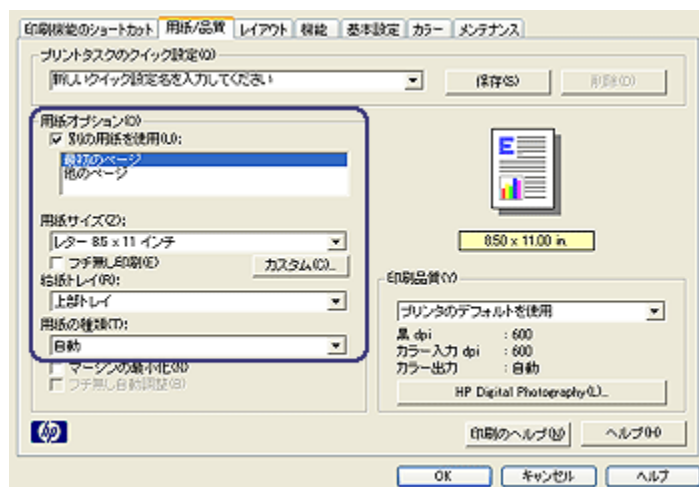 印刷機能のショートカット 用紙/品質 レイアウト 機能 基本設定 カラー メンテナンス
プリントタスクのクイック設定(Q)
新しいクイック設定名を入力してください 保存(S) 削除(D)
用紙オプション(O)
別の用紙を使用(U):
最初のページ
他のページ
用紙サイズ(Z):
レター 8.5 x 11 インチ
フチ無し印刷(E) カスタム(C)...
給紙トレイ(R):
上部トレイ
用紙の種類(T):
自動
マージンの最小化(N)
フチ無し自動調整(B)
E
8.50 x 11.00 in.
印刷品質(Y)
プリンタのデフォルトを使用
黒 dpi : 600
カラー入力 dpi : 600
カラー出力 : 自動
HP Digital Photography(L)...
hp
印刷のヘルプ(W) ヘルプ(H)
OK キャンセル ヘルプ